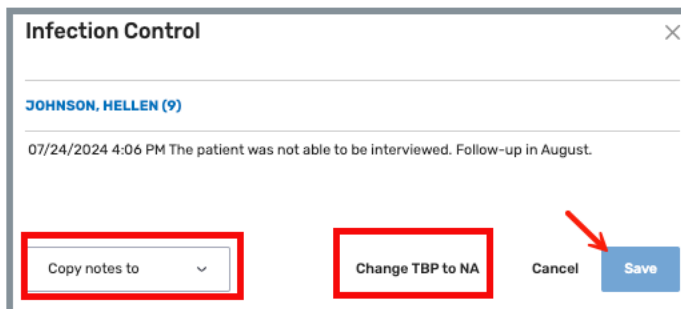 Infection Control
JOHNSON, HELLEN (9)
07/24/2024 4:06 PM The patient was not able to be interviewed. Follow-up in August.
Copy notes to
Change TBP to NA
Cancel
Save